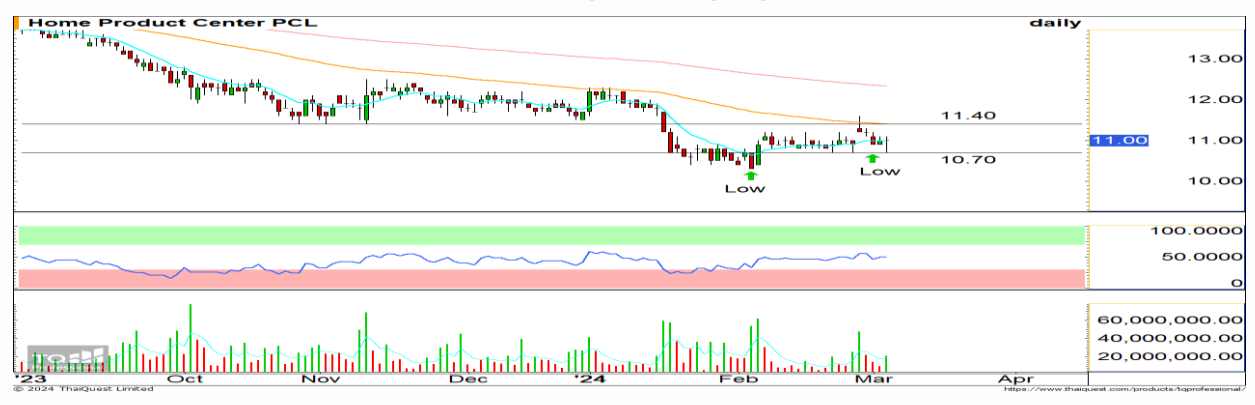 Home Product Center PCL daily
13.00
12.00
11.40
11.00 11.00
10.70
Low
10.00
Low
100.0000
50.0000
0
60,000,000.00
40,000,000.00
20,000,000.00
'23 Oct Nov Dec '24 Feb Mar Apr
© 2024 ThaiQuest Limited https://www.thaiquest.com/products/tqprofessional/